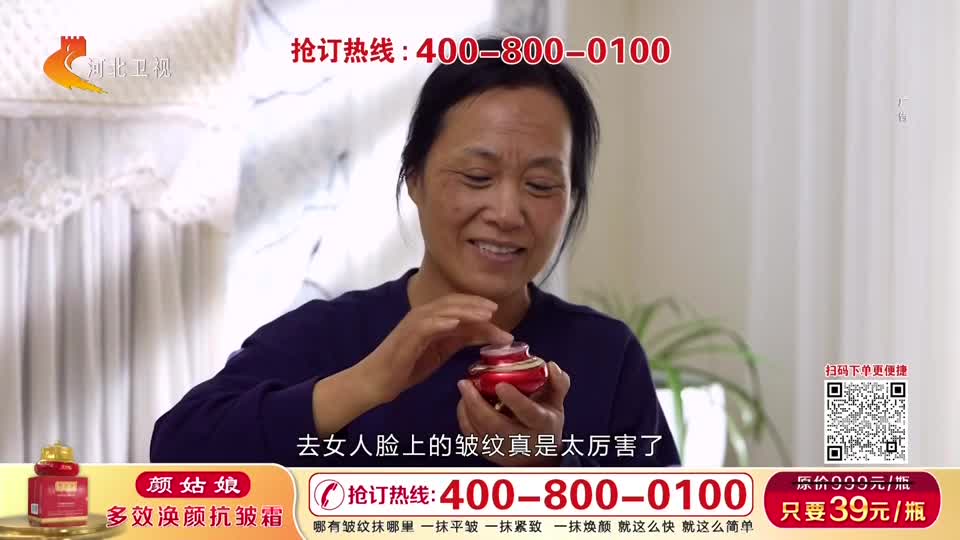 抢订热线：400-800-0100
河北卫视
广告
扫码下单更便捷
去女人脸上的皱纹真是太厉害了
颜姑娘
多效焕颜抗皱霜
抢订热线：400-800-0100
哪有皱纹抹哪里 一抹平皱 一抹紧致 一抹焕颜 就这么快 就这么简单
原价999元/瓶
只要39元/瓶